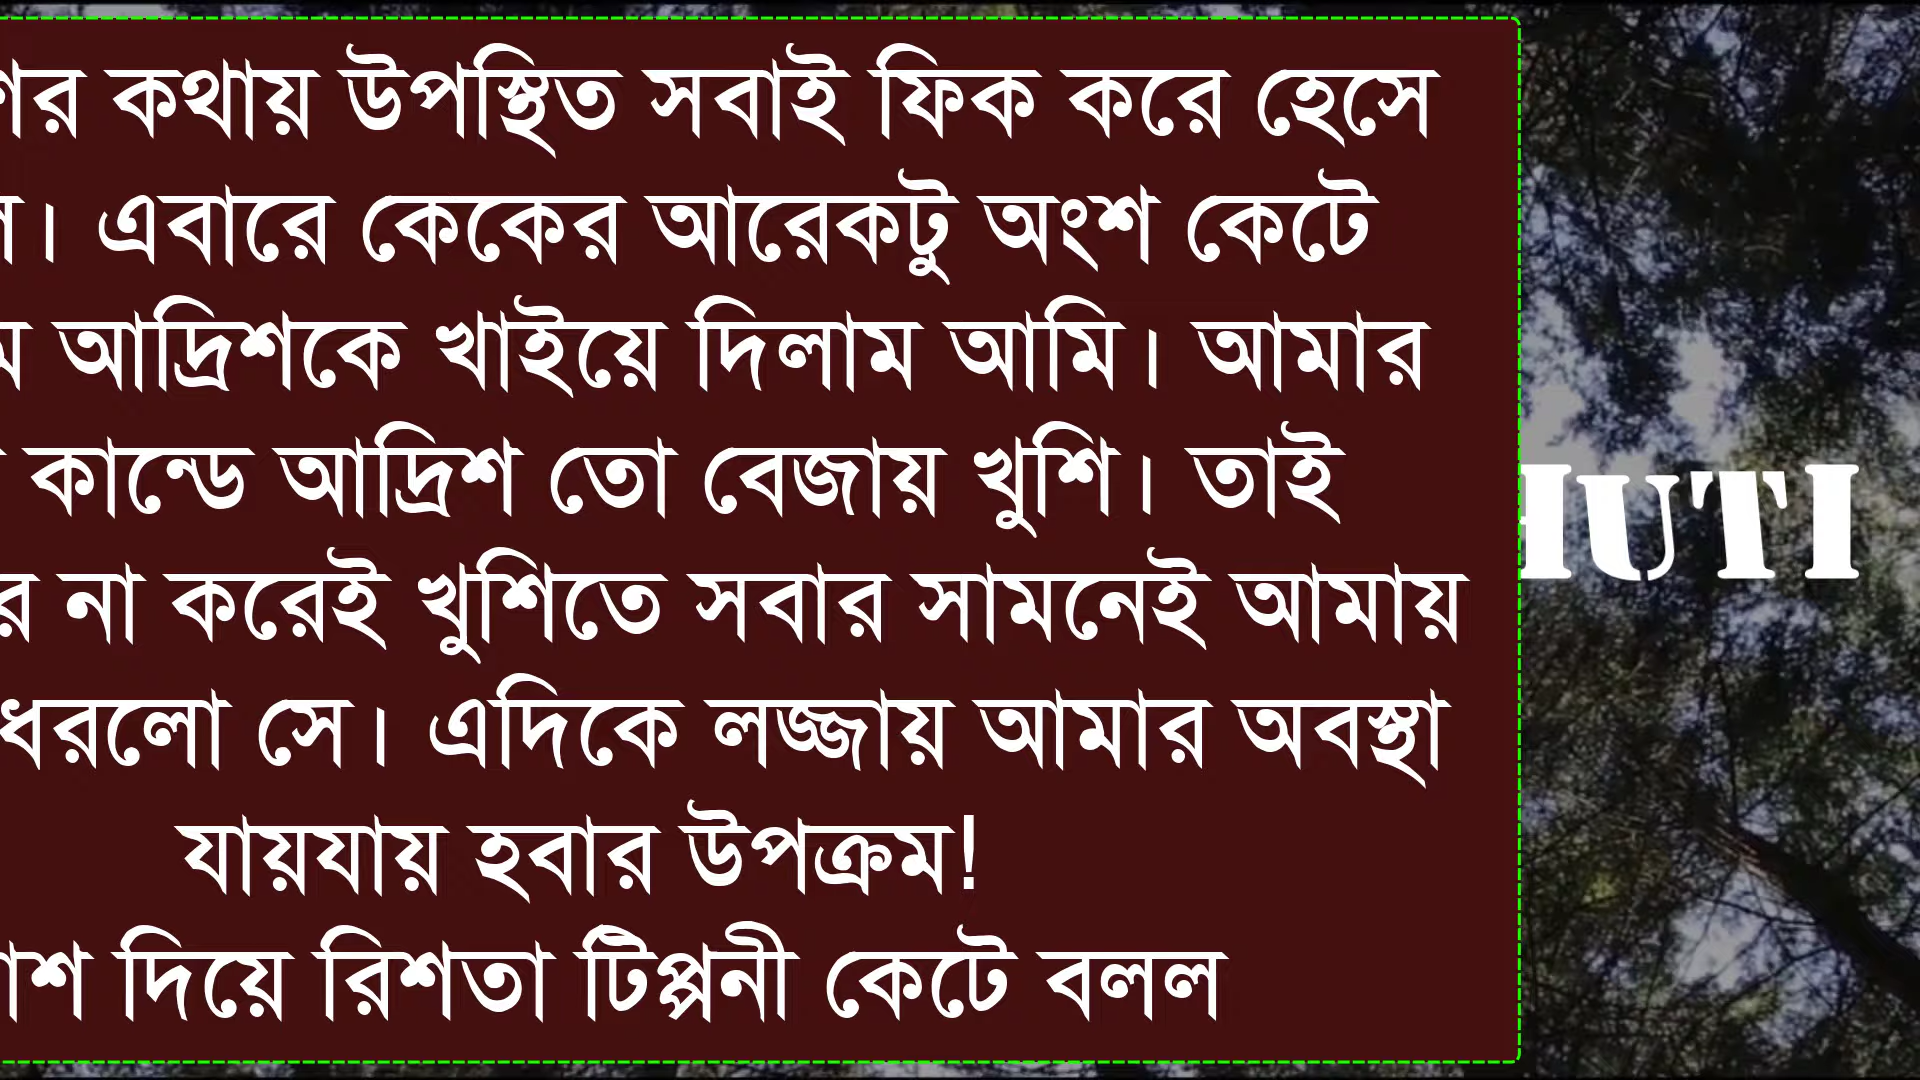 কথায় উপস্থিত সবাই ফিক করে হেসে
। এবারে কেকের আরেকটু অংশ কেটে
আদ্রিশকে খাইয়ে দিলাম আমি। আমার
কান্ডে আদ্রিশ তো বেজায় খুশি। তাই
না করেই খুশিতে সবার সামনেই আমায়
ধরলো সে। এদিকে লজ্জায় আমার অবস্থা
যায়যায় হবার উপক্রম!
দিয়ে রিশতা টিপ্পনী কেটে বলল